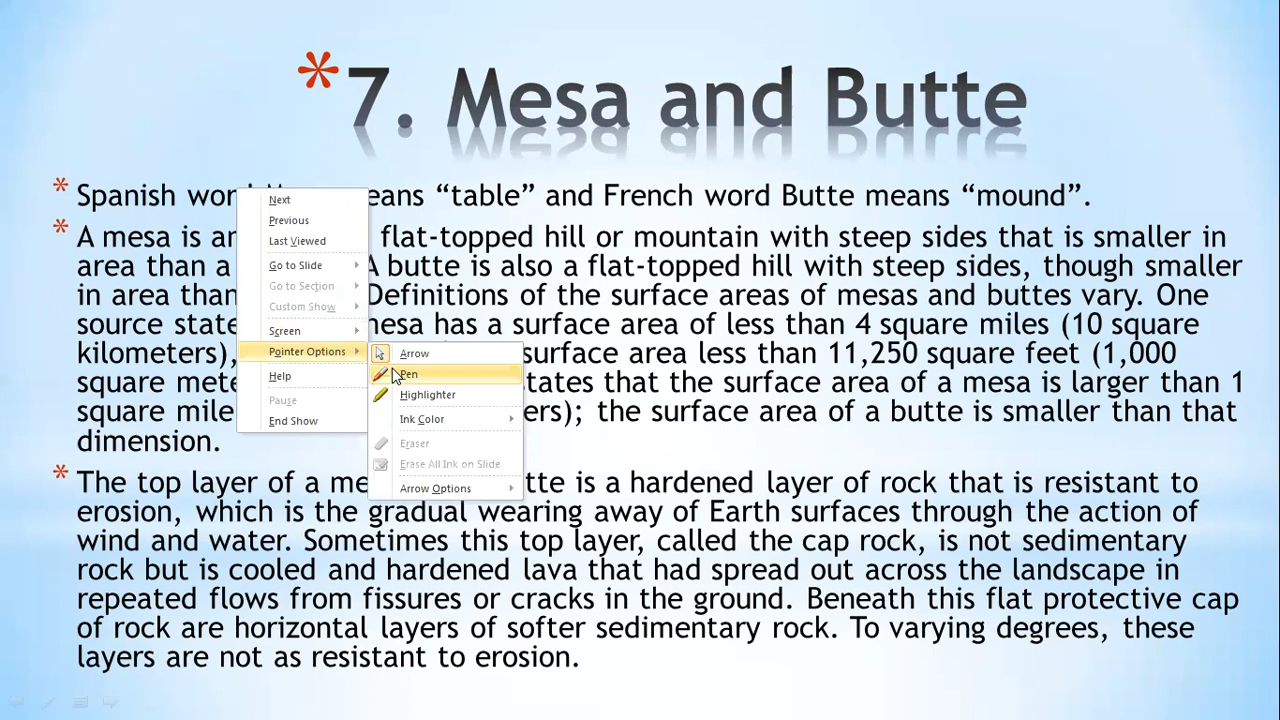 * 7. Mesa and Butte
* Spanish wor eans “table” and French word Butte means “mound”.
* A mesa is an flat-topped hill or mountain with steep sides that is smaller in
area than a A butte is also a flat-topped hill with steep sides, though smaller
in area than Definitions of the surface areas of mesas and buttes vary. One
source state mesa has a surface area of less than 4 square miles (10 square
kilometers), surface area less than 11,250 square feet (1,000
square mete states that the surface area of a mesa is larger than 1
square mile ers); the surface area of a butte is smaller than that
dimension.
* The top layer of a me tte is a hardened layer of rock that is resistant to
erosion, which is the gradual wearing away of Earth surfaces through the action of
wind and water. Sometimes this top layer, called the cap rock, is not sedimentary
rock but is cooled and hardened lava that had spread out across the landscape in
repeated flows from fissures or cracks in the ground. Beneath this flat protective cap
of rock are horizontal layers of softer sedimentary rock. To varying degrees, these
layers are not as resistant to erosion.
Next
Previous
Last Viewed
Go to Slide
Go to Section
Custom Show
Screen
Pointer Options
Help
Pause
End Show
Arrow
Pen
Highlighter
Ink Color
Eraser
Erase All Ink on Slide
Arrow Options